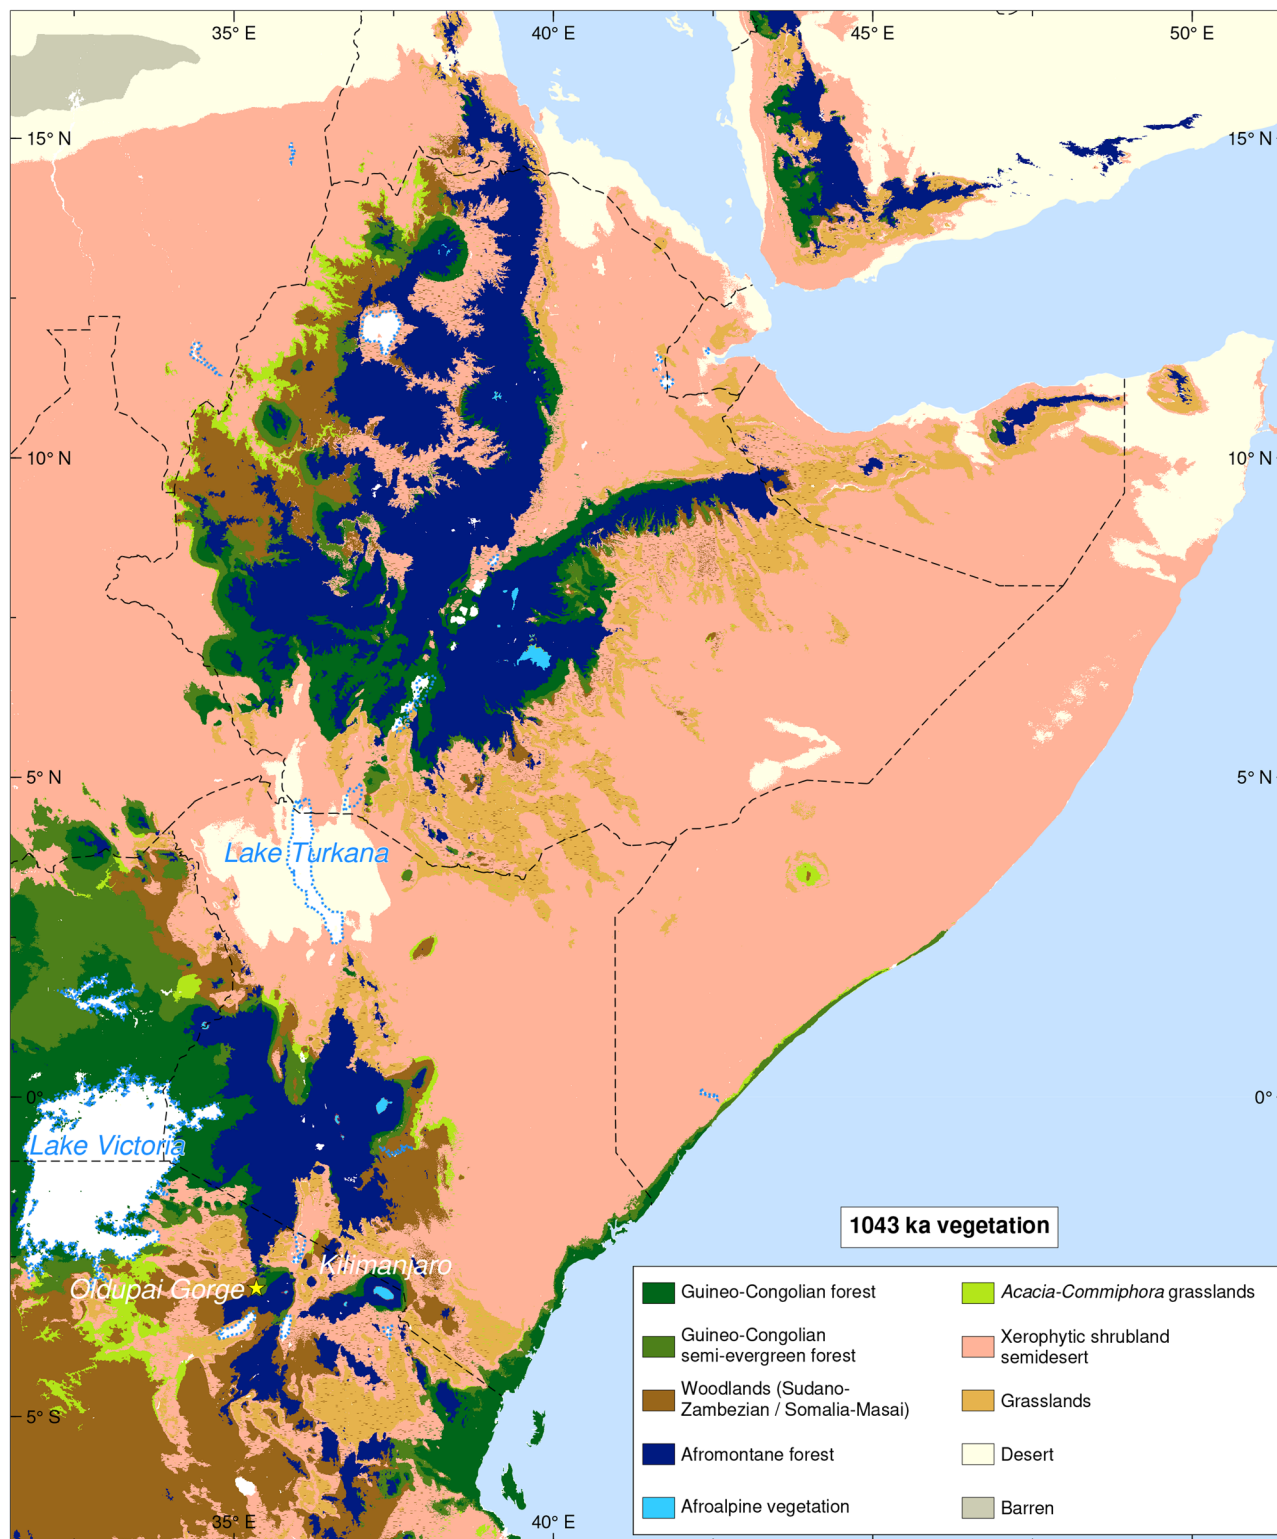 35° E
40° E
45° E
50° E
15° N
15° N
10° N
10° N
5° N
5° N
Lake Turkana
0°
0°
Lake Victoria
1043 ka vegetation
Kilimanjaro
Oldupai Gorge
Guineo-Congolian forest
Acacia-Commiphora grasslands
Guineo-Congolian
semi-evergreen forest
Xerophytic shrubland
semidesert
Woodlands (Sudano-
Zambezian / Somalia-Masai)
Grasslands
5° S
Afromontane forest
Desert
Afroalpine vegetation
Barren
35° E
40° E